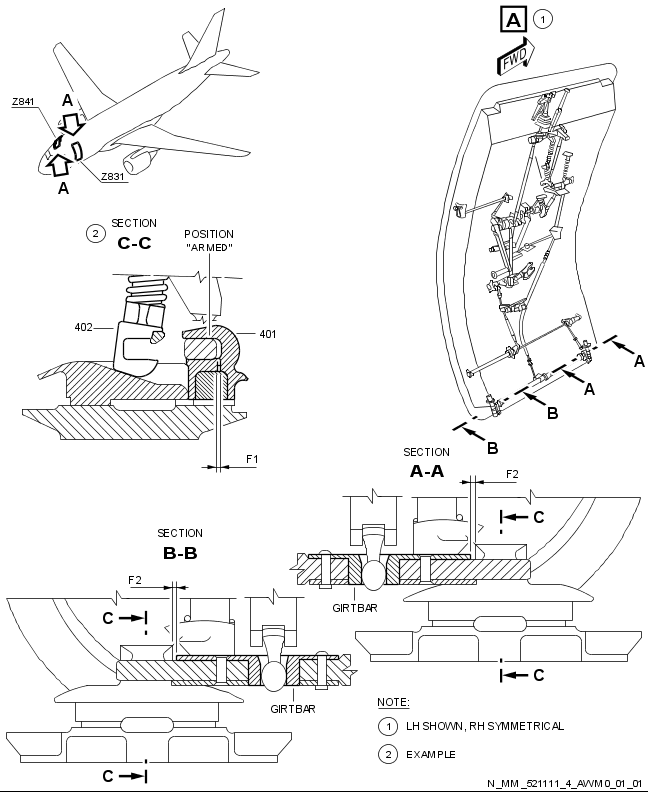 A
1
FWD
Z841
A
Z831
A
2
SECTION
C-C
POSITION
"ARMED"
402
401
F1
A
A
B
B
SECTION
A-A
F2
C
GIRTBAR
C
SECTION
B-B
F2
C
GIRTBAR
C
NOTE:
1 LH SHOWN, RH SYMMETRICAL
2 EXAMPLE
N_MM_521111_4_AVM0_01_01